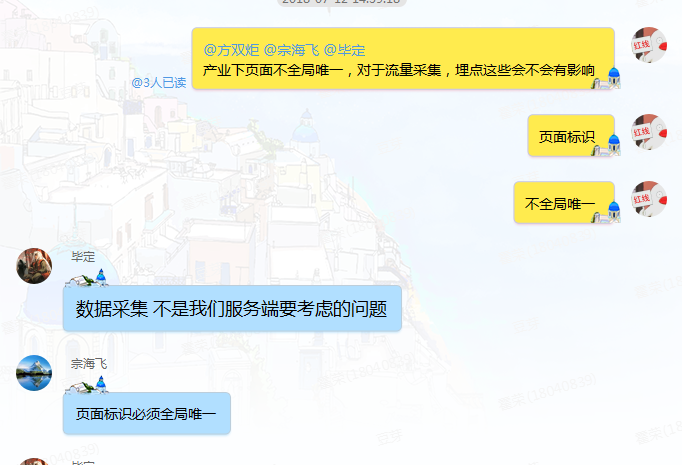 2018-07-12 14:59:18
@方双炬 @宗海飞 @毕定
产业下页面不全局唯一，对于流量采集，埋点这些会不会有影响
@3人已读
红线
页面标识
红线
不全局唯一
红线
毕定
数据采集 不是我们服务端要考虑的问题
宗海飞
页面标识必须全局唯一
毕定